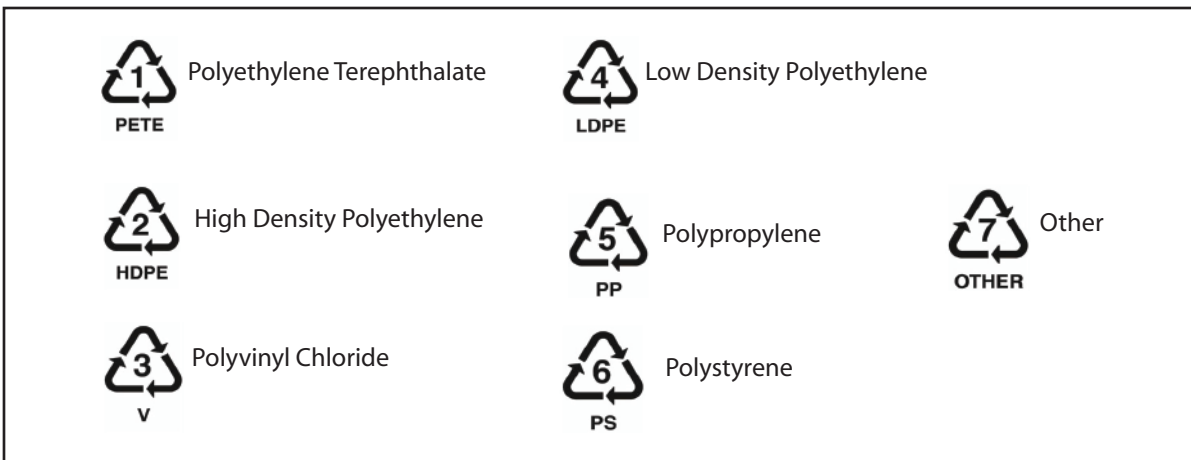 1
PETE
Polyethylene Terephthalate
2
HDPE
High Density Polyethylene
3
V
Polyvinyl Chloride
4
LDPE
Low Density Polyethylene
5
PP
Polypropylene
6
PS
Polystyrene
7
OTHER
Other